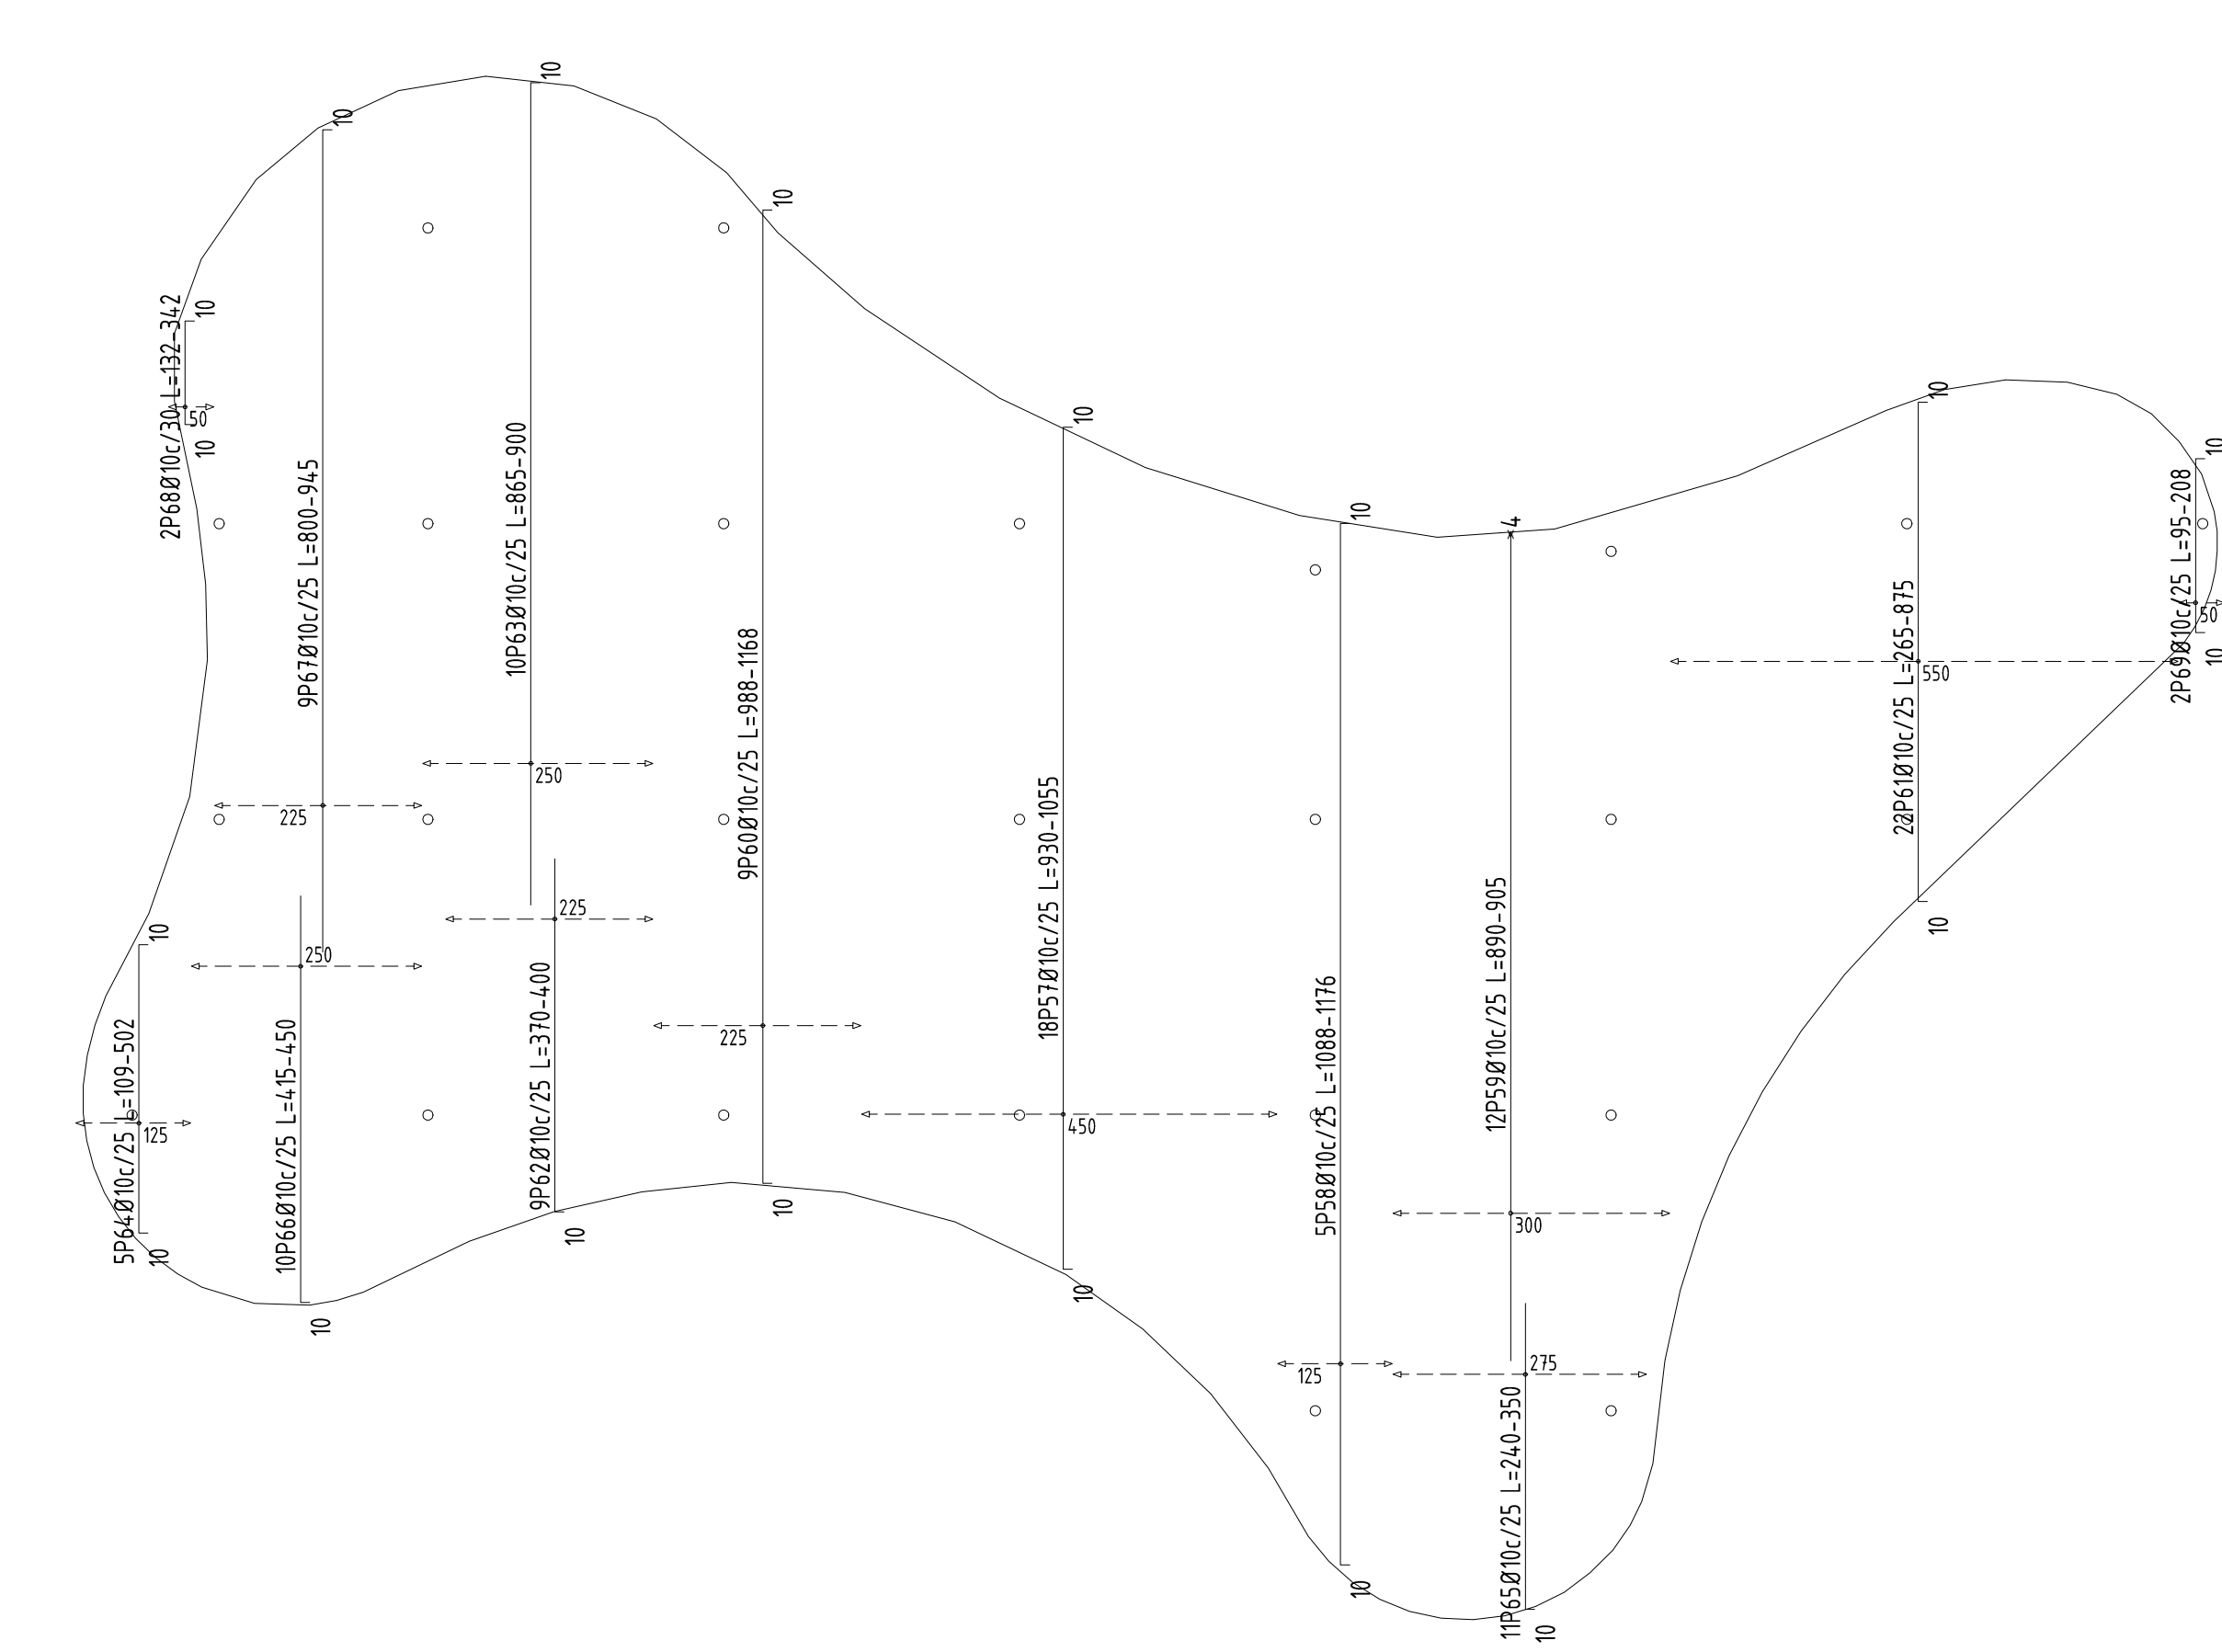 10
10
10
10
2P68Ø10c/30 L=132-342
50
10
9P67Ø10c/25 L=800-945
225
10P63Ø10c/25 L=865-900
250
10
9P60Ø10c/25 L=988-1168
225
10
10
18P57Ø10c/25 L=930-1055
450
10
10
5P58Ø10c/25 L=1088-1176
125
10
4
12P59Ø10c/25 L=890-905
300
10
22P61Ø10c/25 L=265-875
550
10
10
2P69Ø10c/25 L=95-208
50
10
10
5P64Ø10c/25 L=109-502
125
10
250
10P66Ø10c/25 L=415-450
10
225
9P62Ø10c/25 L=370-400
10
275
11P65Ø10c/25 L=240-350
10